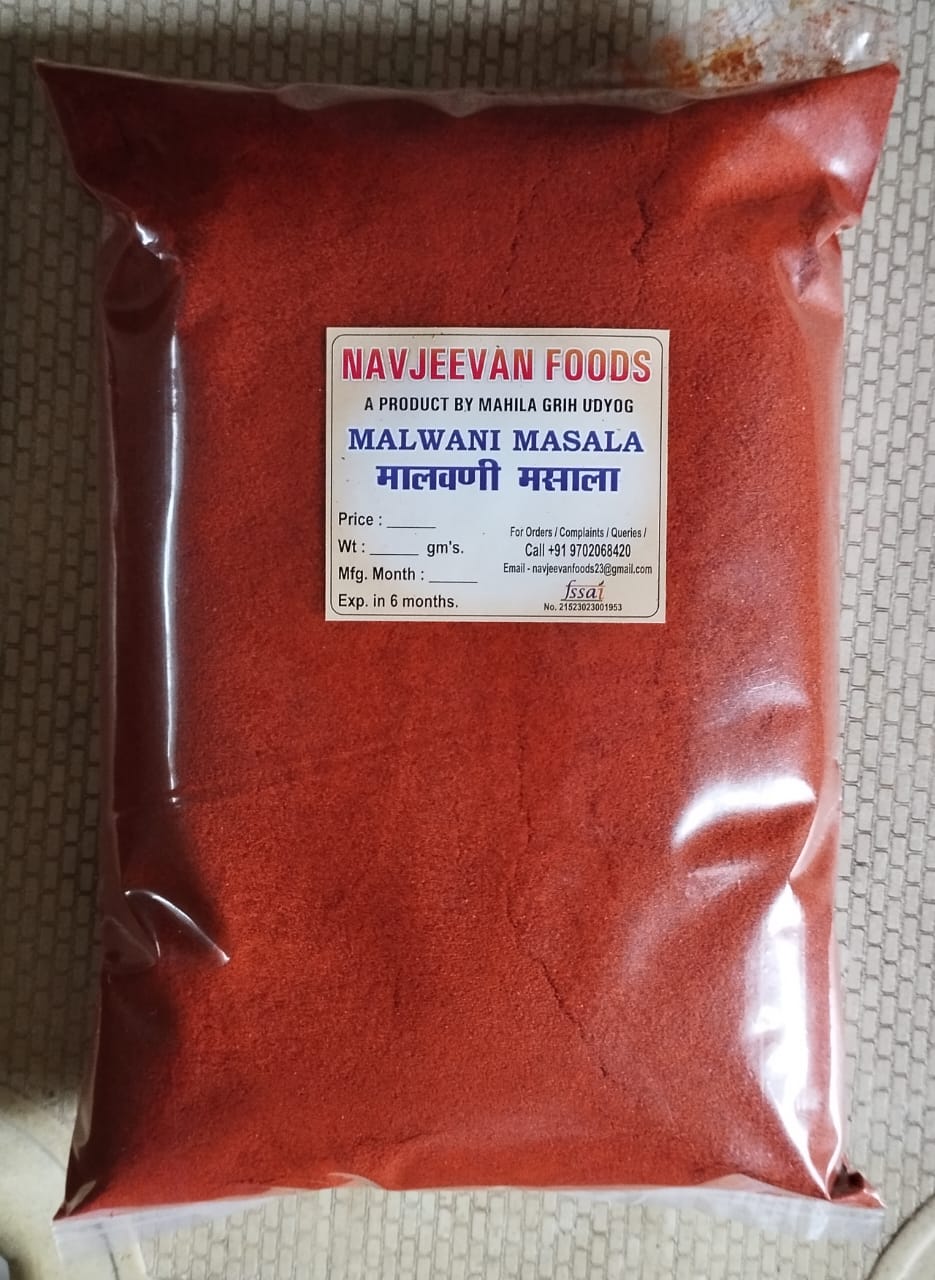 NAVJEEVAN FOODS
A PRODUCT BY MAHILA GRIH UDYOG
MALWANI MASALA
मालवणी मसाला
Price : ______
Wt : ______ gm's.
Mfg. Month : ______
Exp. in 6 months.
For Orders / Complaints / Queries /
Call +91 9702068420
Email - navjeevanfoods23@gmail.com
fssai
No. 21523023001953